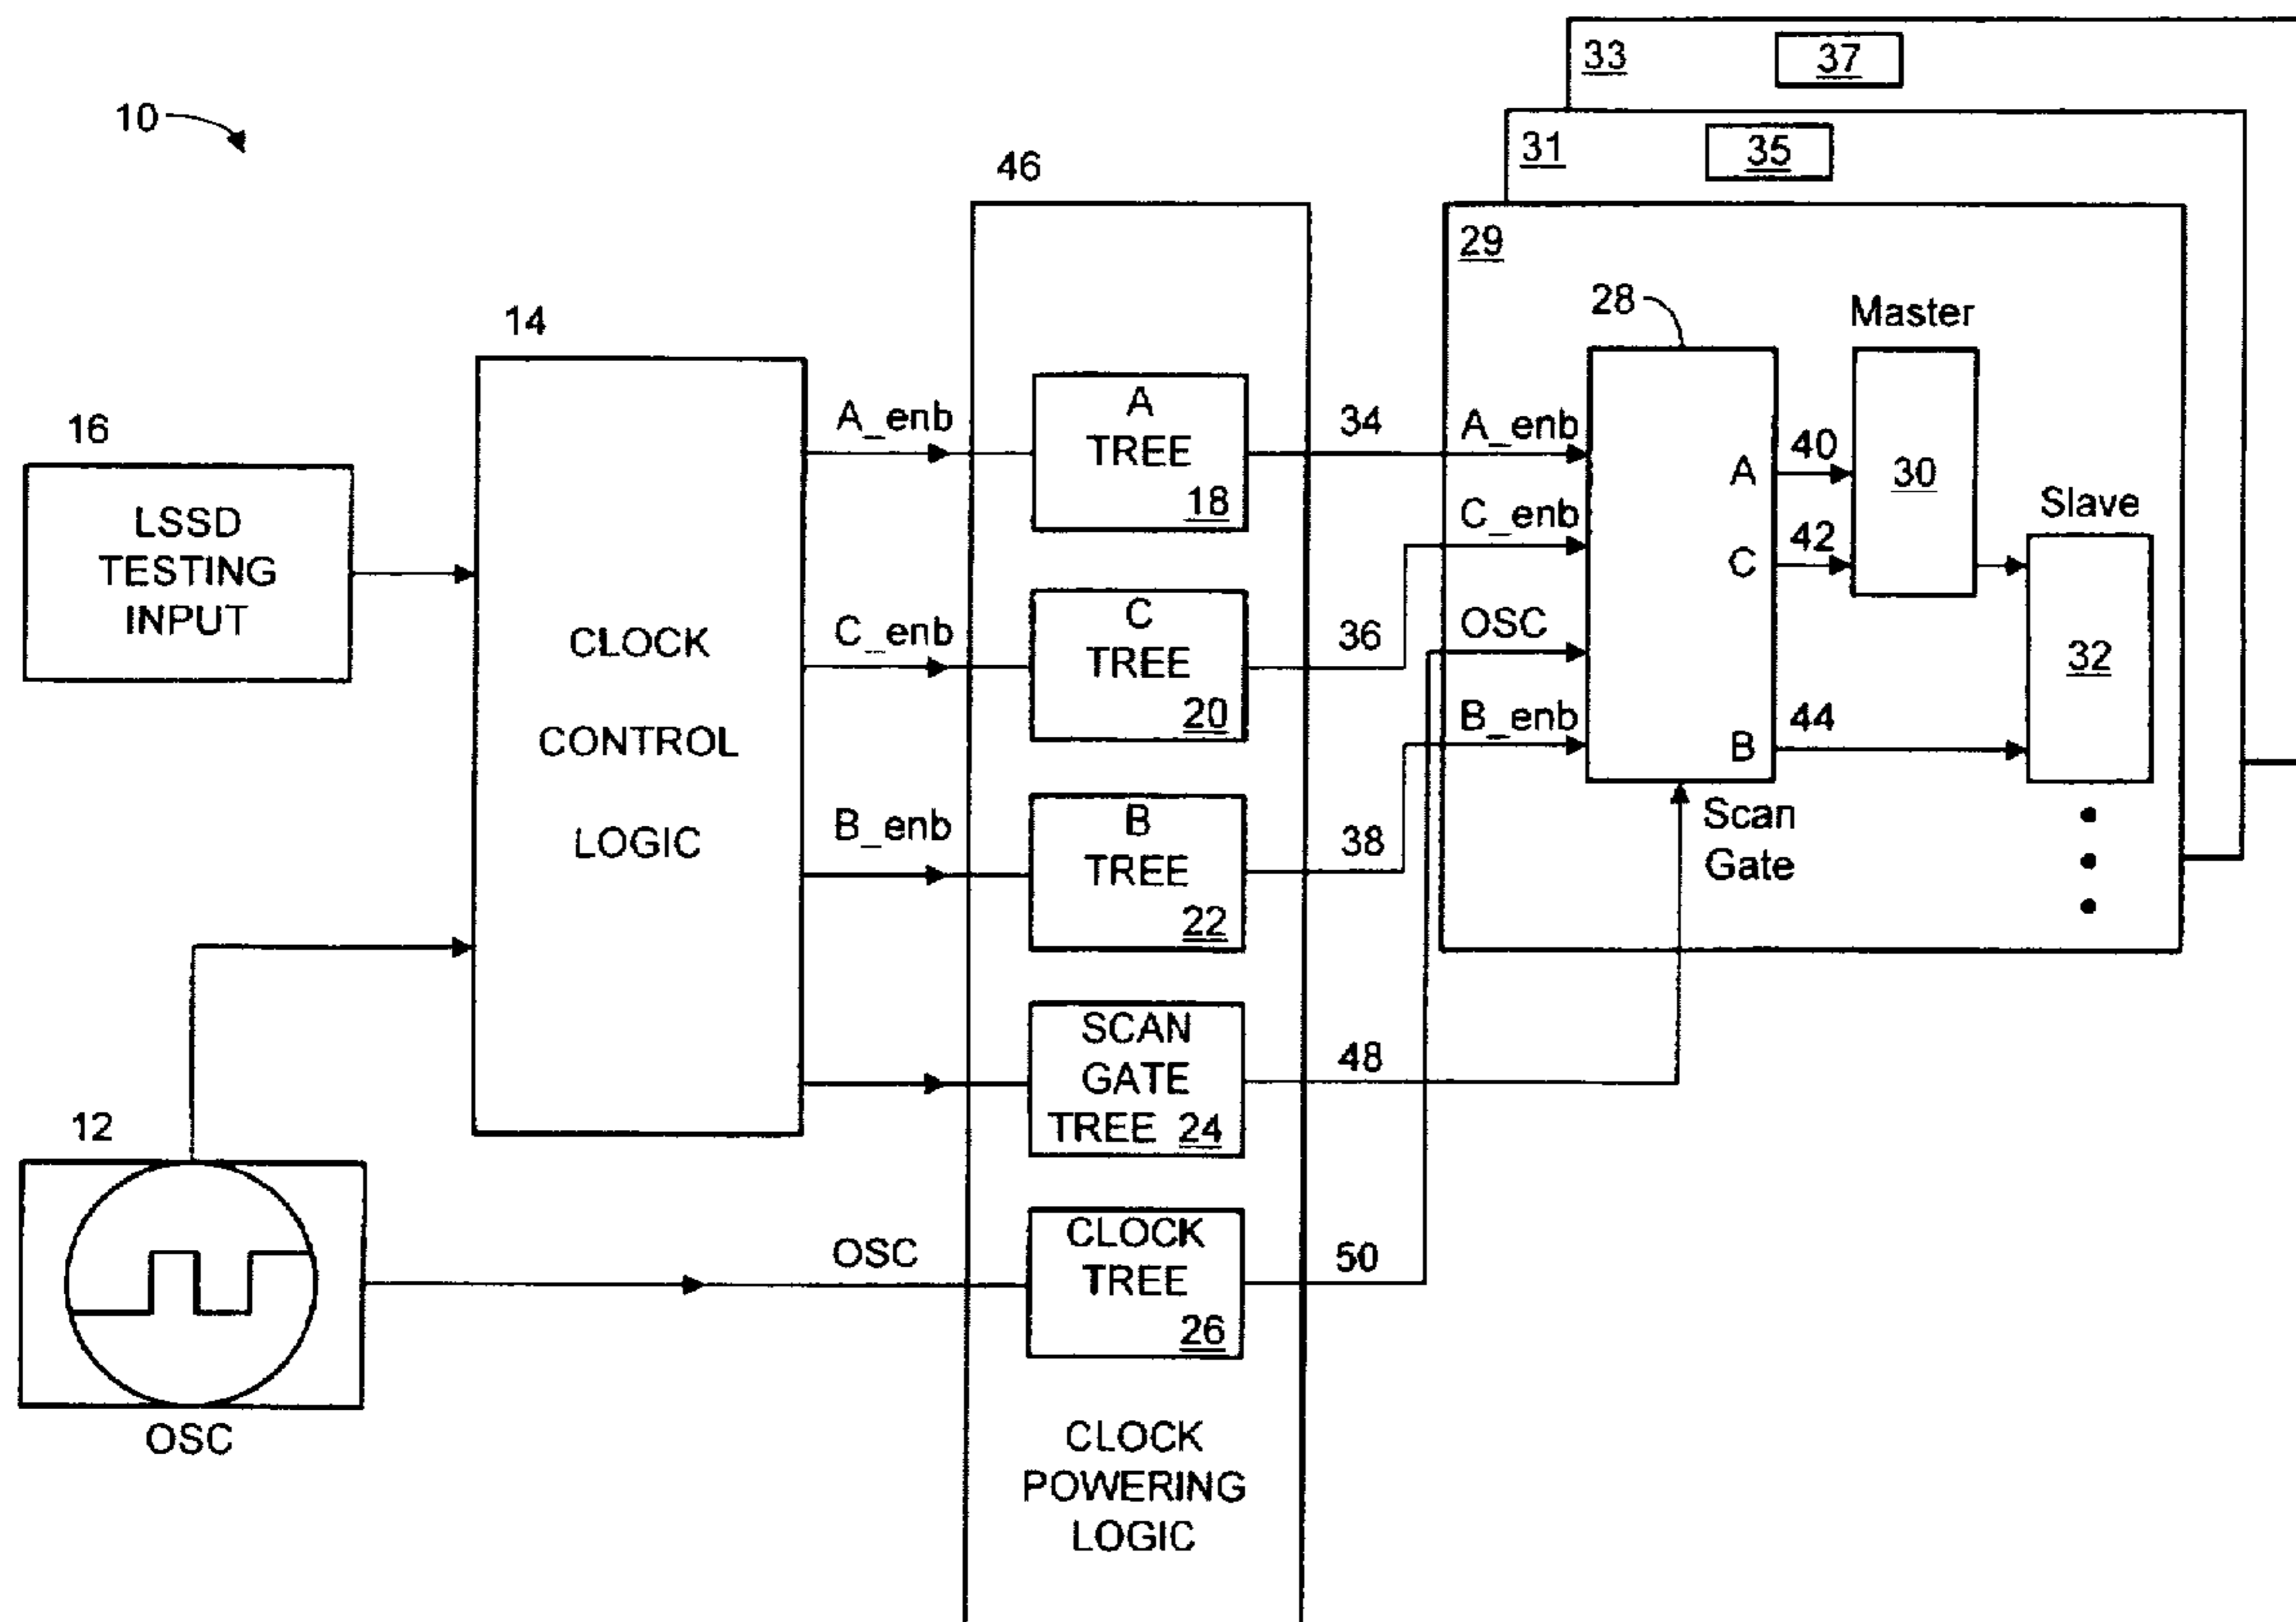 10
33
37
31
35
46
29
28
Master
14
16
LSSD
TESTING
INPUT
CLOCK
CONTROL
LOGIC
A_enb
A
TREE
18
34
A_enb
A
40
30
Slave
C_enb
C
TREE
20
36
C_enb
C
42
OSC
32
B_enb
B
TREE
22
38
B_enb
B
44
Scan
Gate
SCAN
GATE
TREE 24
48
12
OSC
OSC
CLOCK
TREE
26
50
CLOCK
POWERING
LOGIC